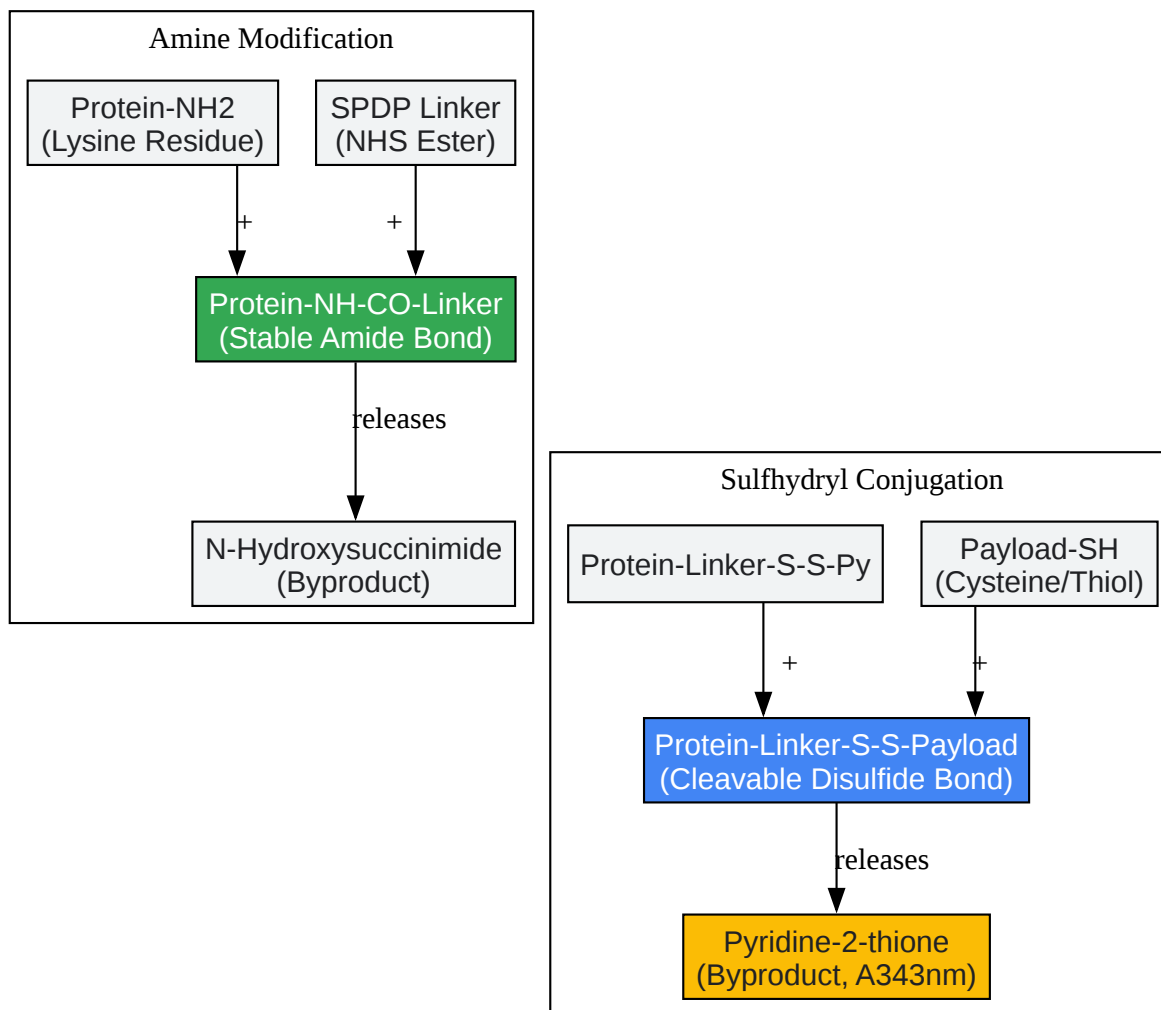 Amine Modification
Protein-NH2
(Lysine Residue)
SPDP Linker
(NHS Ester)
+
+
Protein-NH-CO-Linker
(Stable Amide Bond)
releases
N-Hydroxysuccinimide
(Byproduct)
Sulfhydryl Conjugation
Protein-Linker-S-S-Py
Payload-SH
(Cysteine/Thiol)
+
+
Protein-Linker-S-S-Payload
(Cleavable Disulfide Bond)
releases
Pyridine-2-thione
(Byproduct, A343nm)